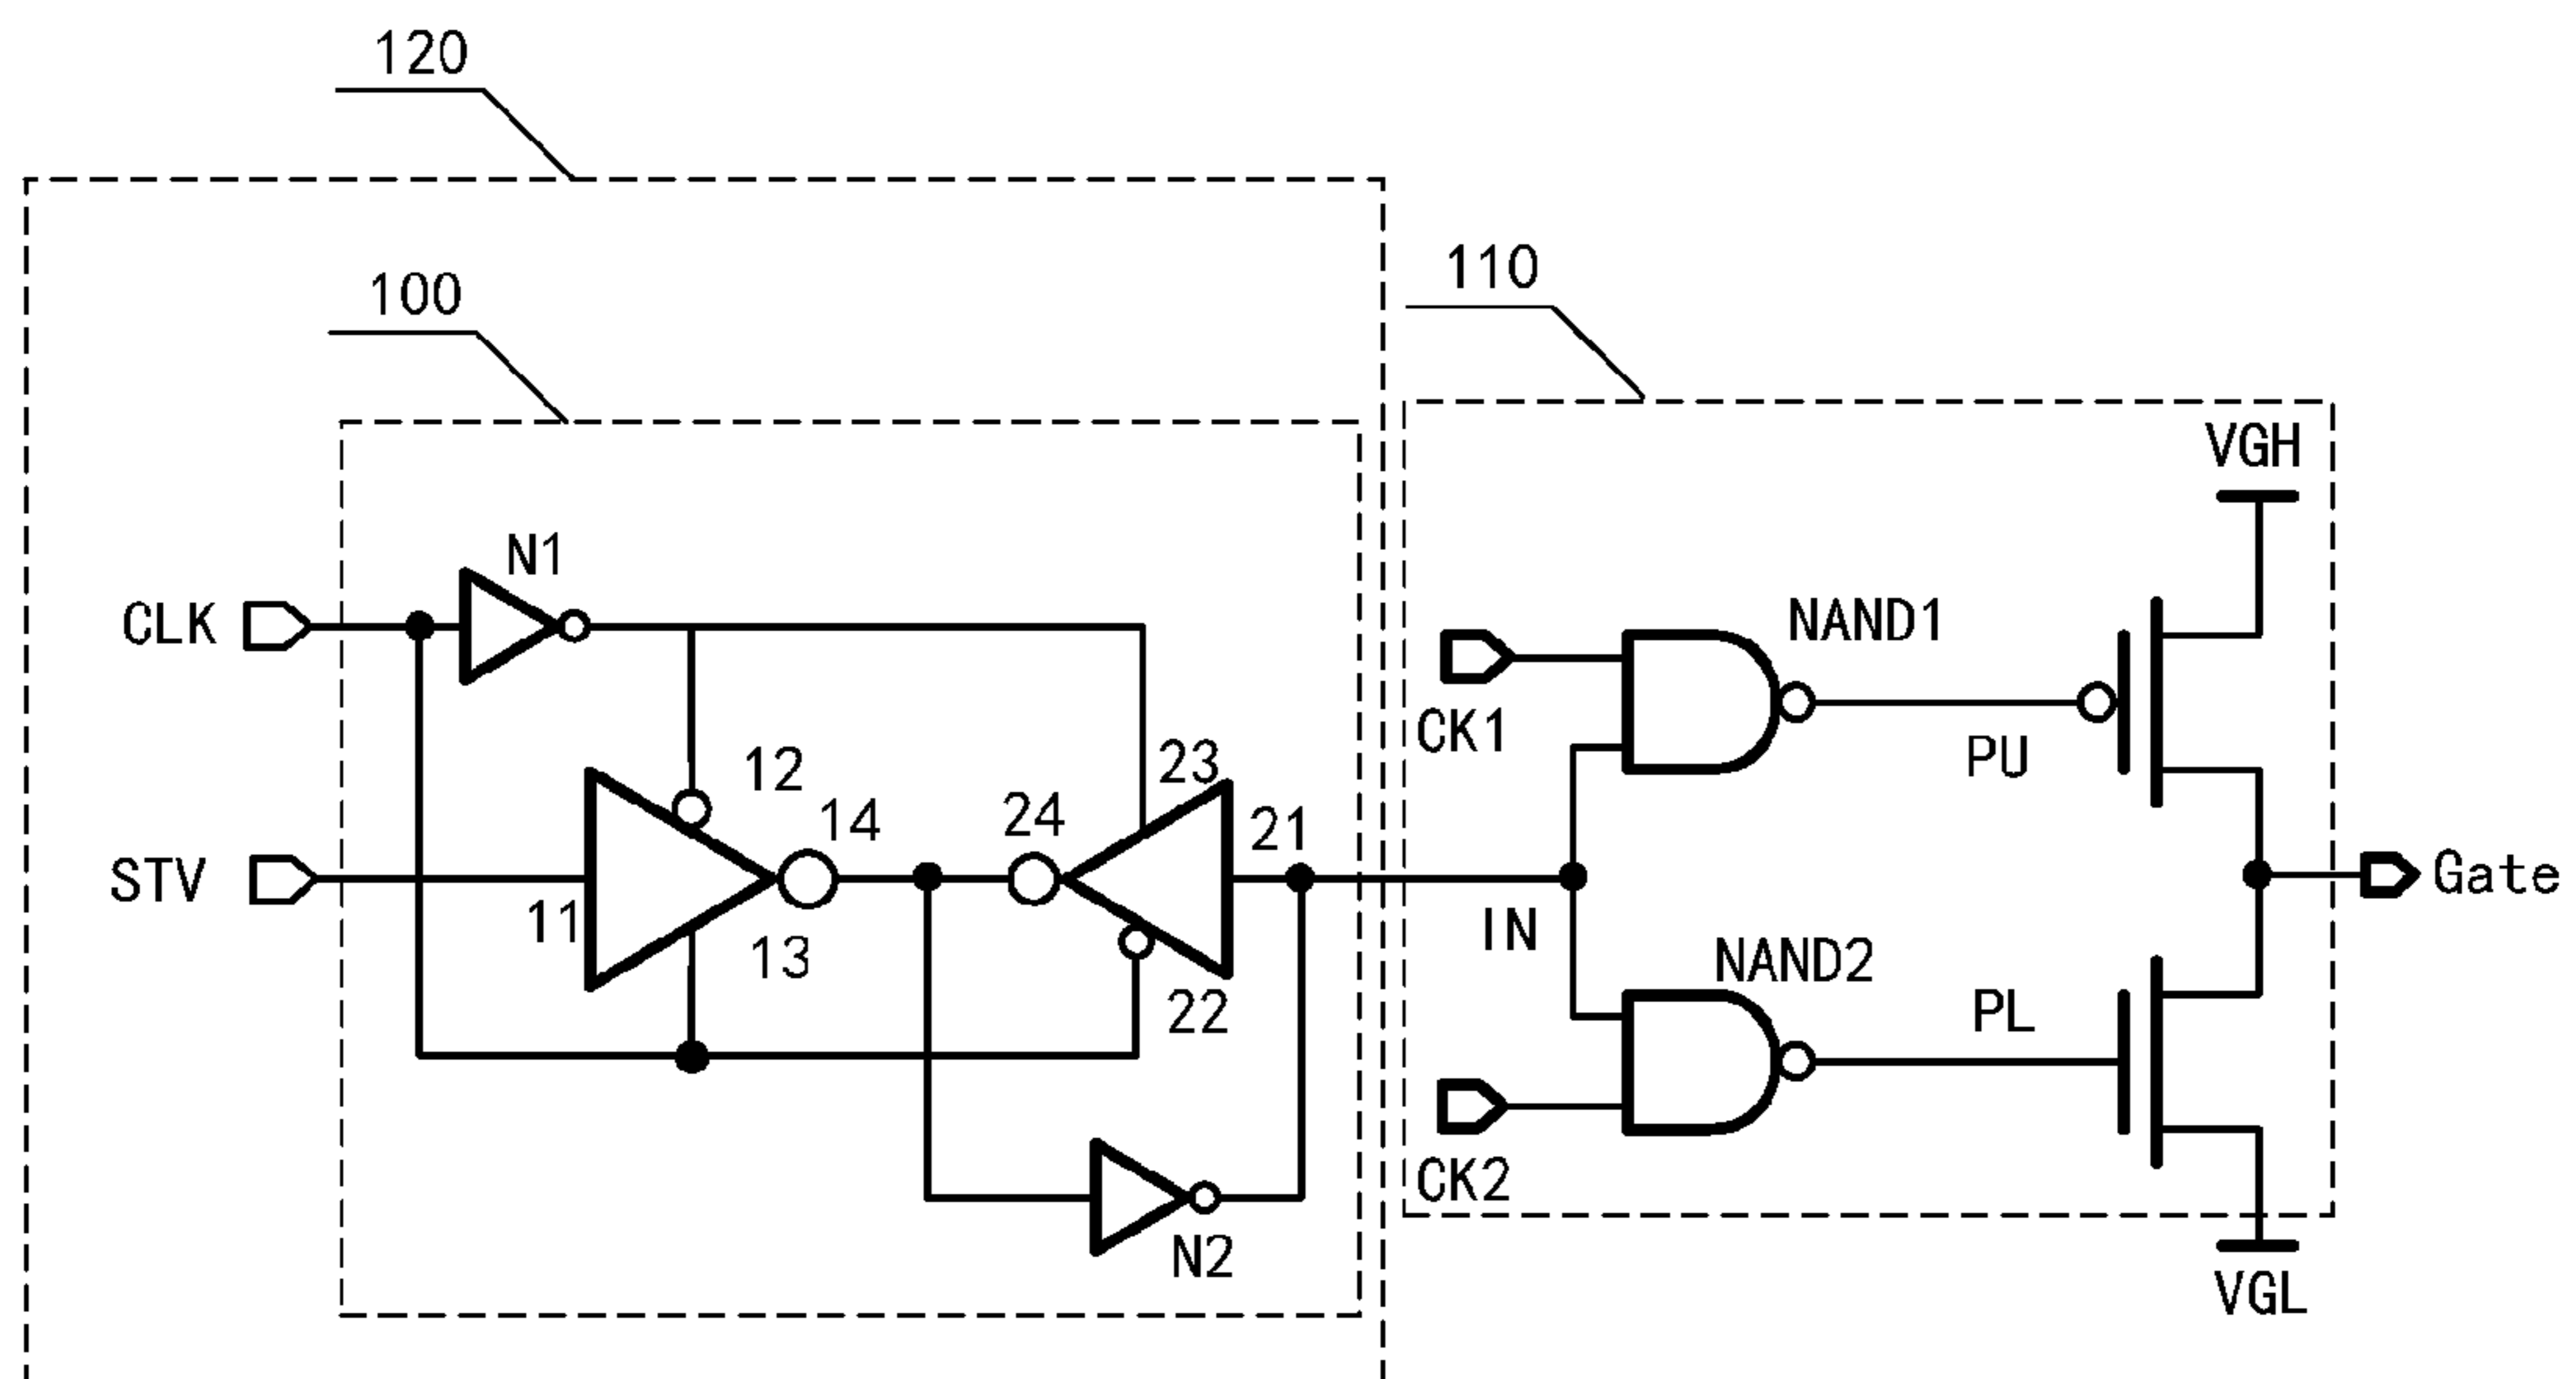 120
100
110
VGH
N1
CLK
NAND1
CK1
PU
12
23
14
24
21
STV
Gate
11
13
IN
NAND2
22
PL
CK2
N2
VGL